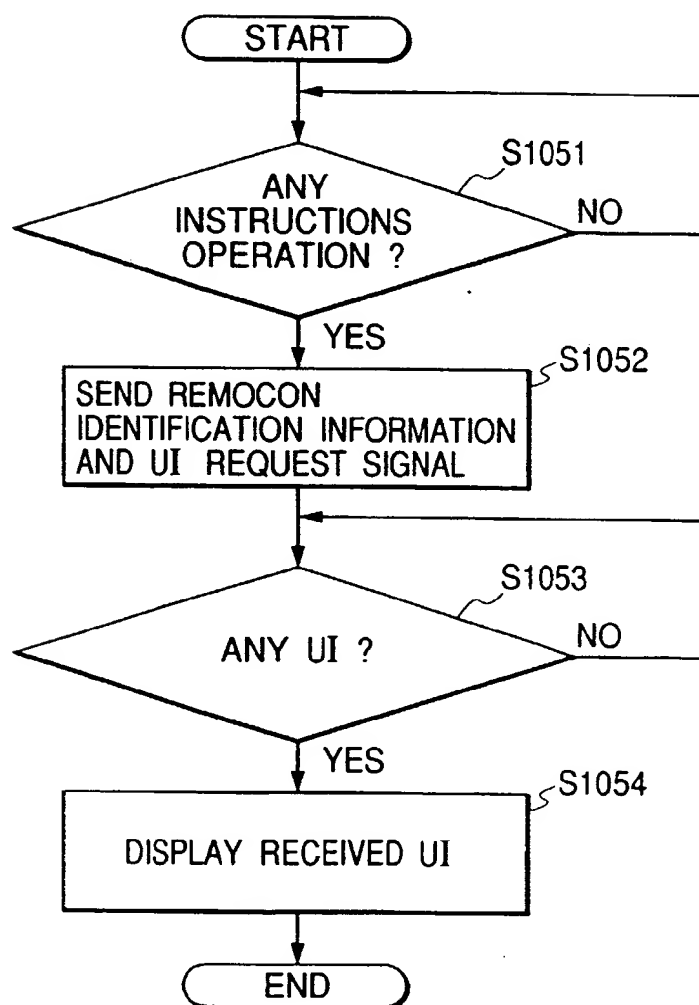 START
S1051
ANY
INSTRUCTIONS
OPERATION ?
NO
YES
S1052
SEND REMOCON
IDENTIFICATION INFORMATION
AND UI REQUEST SIGNAL
S1053
ANY UI ?
NO
YES
S1054
DISPLAY RECEIVED UI
END